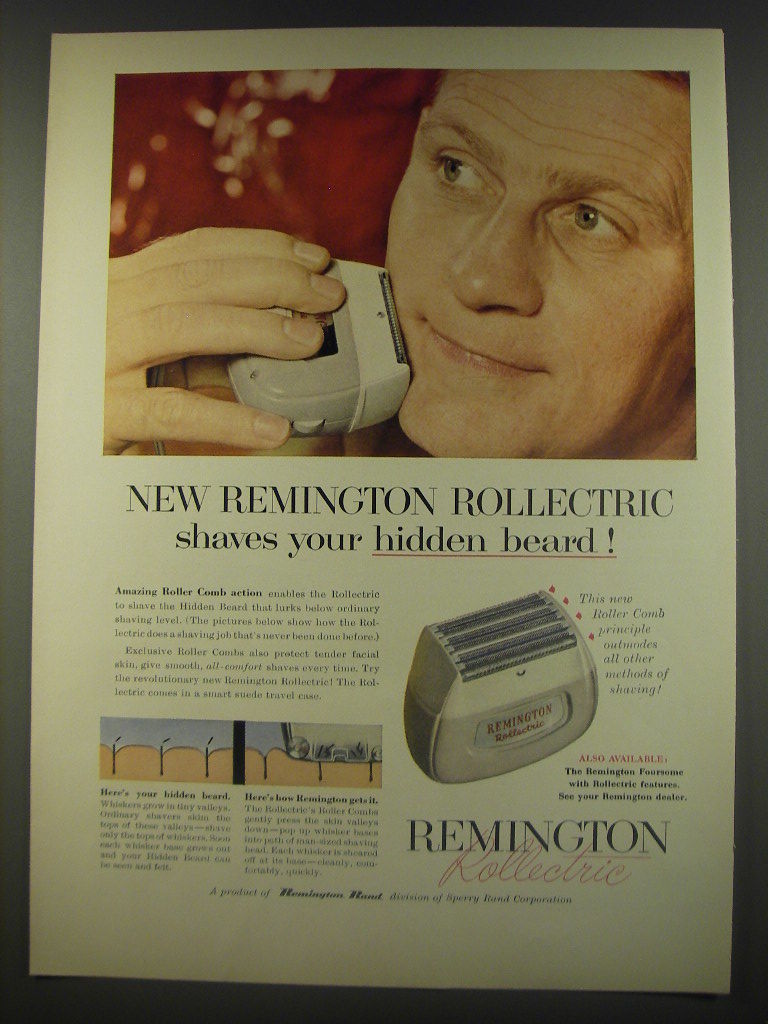 NEW REMINGTON ROLLECTRIC
shaves your hidden beard !
Amazing Roller Comb action enables the Rollectric
to shave the Hidden Beard that lurks below ordinary
shaving level. (The pictures below show how the Rol-
lectric does a shaving job that's never been done before.)
Exclusive Roller Combs also protect tender facial
skin, give smooth, all-comfort shaves every time. Try
the revolutionary new Remington Rollectric! The Rol-
lectric comes in a smart suede travel case.
This new
Roller Comb
principle
outmodes
all other
methods of
shaving!
REMINGTON
Rollectric
Here's your hidden beard.
Whiskers grow in tiny valleys.
Ordinary shavers skim the
tops of these valleys—shave
only the tops of whiskers. Soon
each whisker base grows out
and your Hidden Beard can
be seen and felt.
Here's how Remington gets it.
The Rollectric's Roller Combs
gently press the skin valleys
down—pop up whisker bases
into path of man-sized shaving
head. Each whisker is sheared
off at its base—cleanly, com-
fortably, quickly.
ALSO AVAILABLE:
The Remington Foursome
with Rollectric features.
See your Remington dealer.
REMINGTON
Rollectric
A product of Remington Rand division of Sperry Rand Corporation